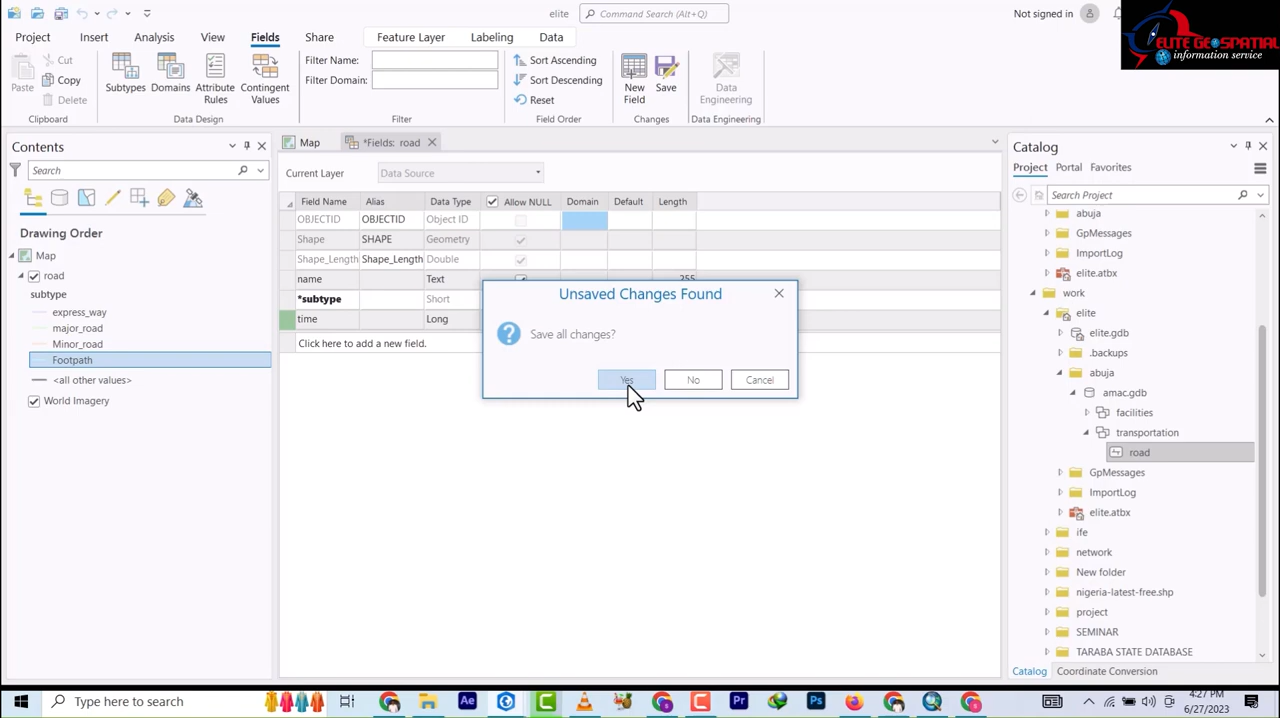 elite
Command Search (Alt+Q)
Not signed in
ELITE GEOSPATIAL
information service
Project
Insert
Analysis
View
Fields
Share
Feature Layer
Labeling
Data
Paste
Cut
Copy
Delete
Clipboard
Subtypes
Domains
Attribute
Rules
Contingent
Values
Data Design
Filter Name:
Filter Domain:
Filter
Sort Ascending
Sort Descending
Reset
Field Order
New
Field
Save
Changes
Data
Engineering
Data Engineering
Contents
Search
Drawing Order
Map
road
subtype
express_way
major_road
Minor_road
Footpath
<all other values>
World Imagery
Map
*Fields: road
Current Layer
Data Source
Field Name Alias Data Type Allow NULL Domain Default Length
OBJECTID OBJECTID Object ID
Shape SHAPE Geometry
Shape_Length Shape_Length Double
name Text 255
*subtype Short
time Long
Click here to add a new field.
Unsaved Changes Found
Save all changes?
Yes No Cancel
Catalog
Project Portal Favorites
Search Project
abuja
GpMessages
ImportLog
elite.atbx
work
elite
elite.gdb
.backups
abuja
amac.gdb
facilities
transportation
road
GpMessages
ImportLog
elite.atbx
ife
network
New folder
nigeria-latest-free.shp
project
SEMINAR
TARABA STATE DATABASE
Catalog Coordinate Conversion
Type here to search
Ae
C
Pr
Ps
4:27 PM
6/27/2023